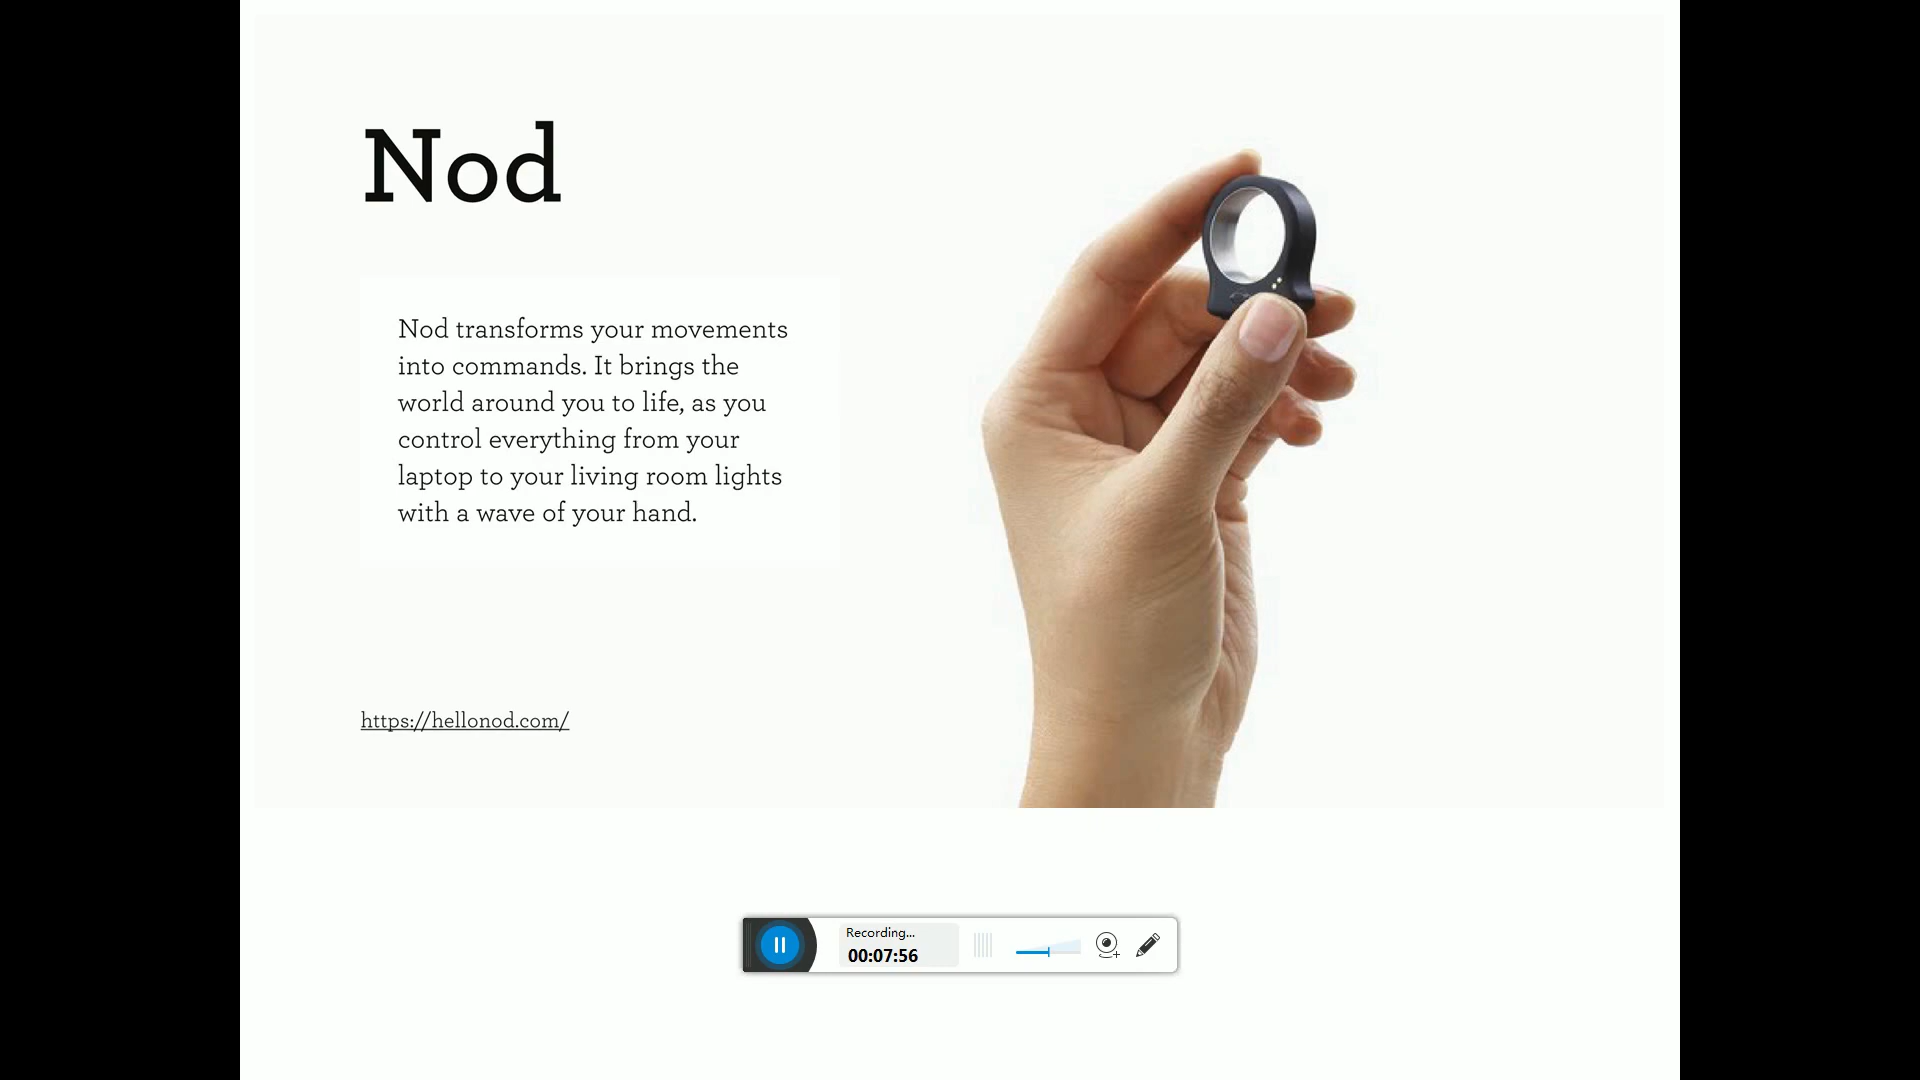 Nod
Nod transforms your movements
into commands. It brings the
world around you to life, as you
control everything from your
laptop to your living room lights
with a wave of your hand.
https://hellonod.com/
Recording...
00:07:56